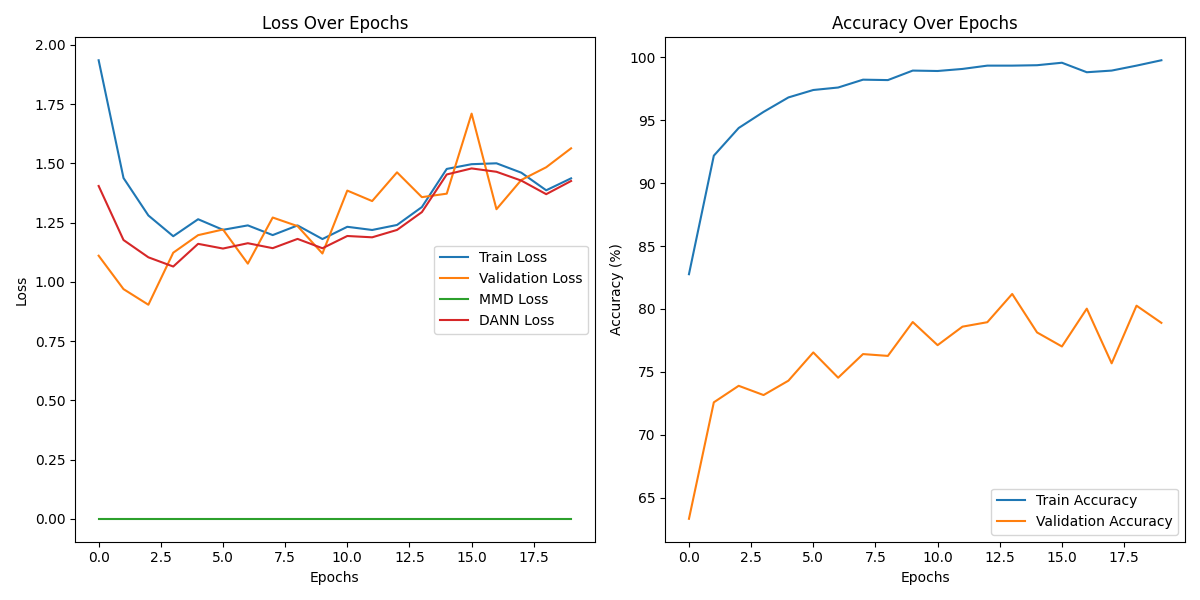 Loss Over Epochs
2.00
1.75
1.50
1.25
1.00
0.75
0.50
0.25
0.00
Loss
Train Loss
Validation Loss
MMD Loss
DANN Loss
0.0 2.5 5.0 7.5 10.0 12.5 15.0 17.5
Epochs
Accuracy Over Epochs
100
95
90
85
80
75
70
65
Accuracy (%)
Train Accuracy
Validation Accuracy
0.0 2.5 5.0 7.5 10.0 12.5 15.0 17.5
Epochs